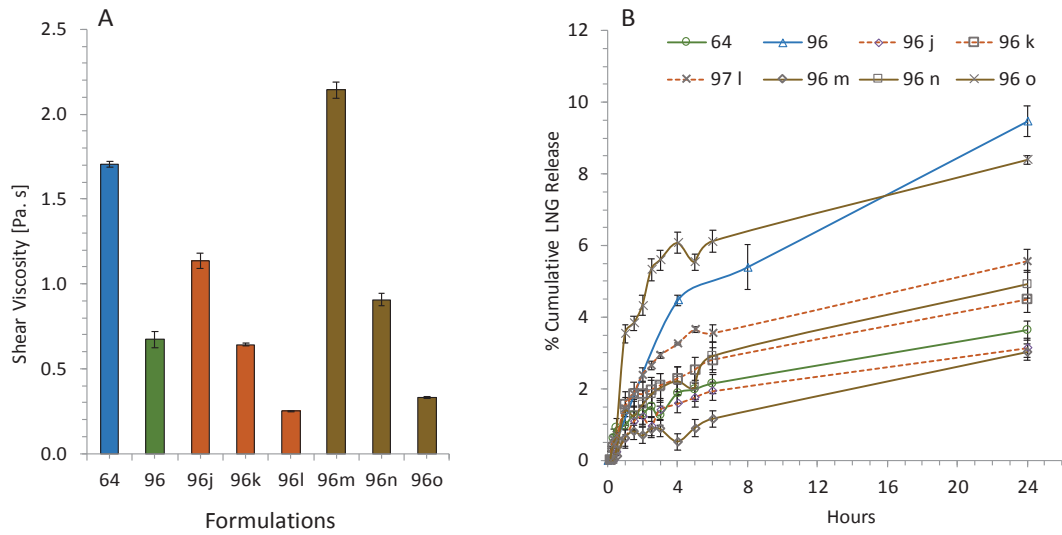 A
2.5
2.0
1.5
1.0
0.5
0.0
Shear Viscosity [Pa. s]
64 96 96j 96k 96l 96m 96n 96o
Formulations
B
64 96 96 j 96 k
97 l 96 m 96 n 96 o
12
10
8
6
4
2
0
% Cumulative LNG Release
0 4 8 12 16 20 24
Hours